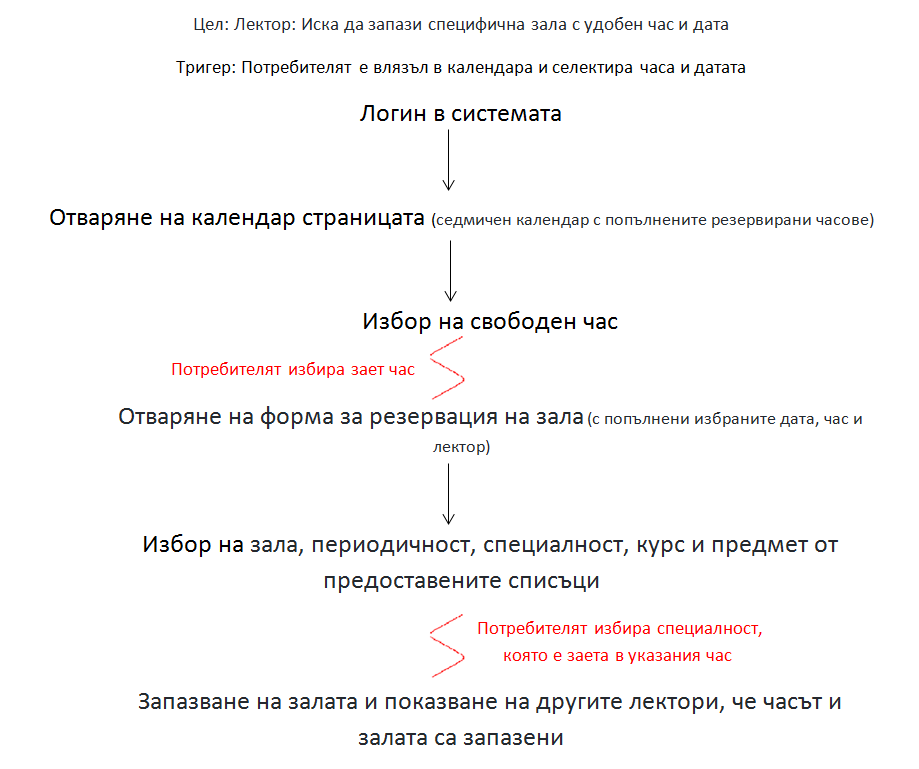 Цел: Лектор: Иска да запази специфична зала с удобен час и дата
Тригер: Потребителят е влязъл в календара и селектира часа и датата
Логин в системата
Отваряне на календар страницата (седмичен календар с попълнените резервирани часове)
Избор на свободен час
Потребителят избира зает час
Отваряне на форма за резервация на зала (с попълнени избраните дата, час и
лектор)
Избор на зала, периодичност, специалност, курс и предмет от
предоставените списъци
Потребителят избира специалност,
която е заета в указания час
Запазване на залата и показване на другите лектори, че часът и
залата са запазени